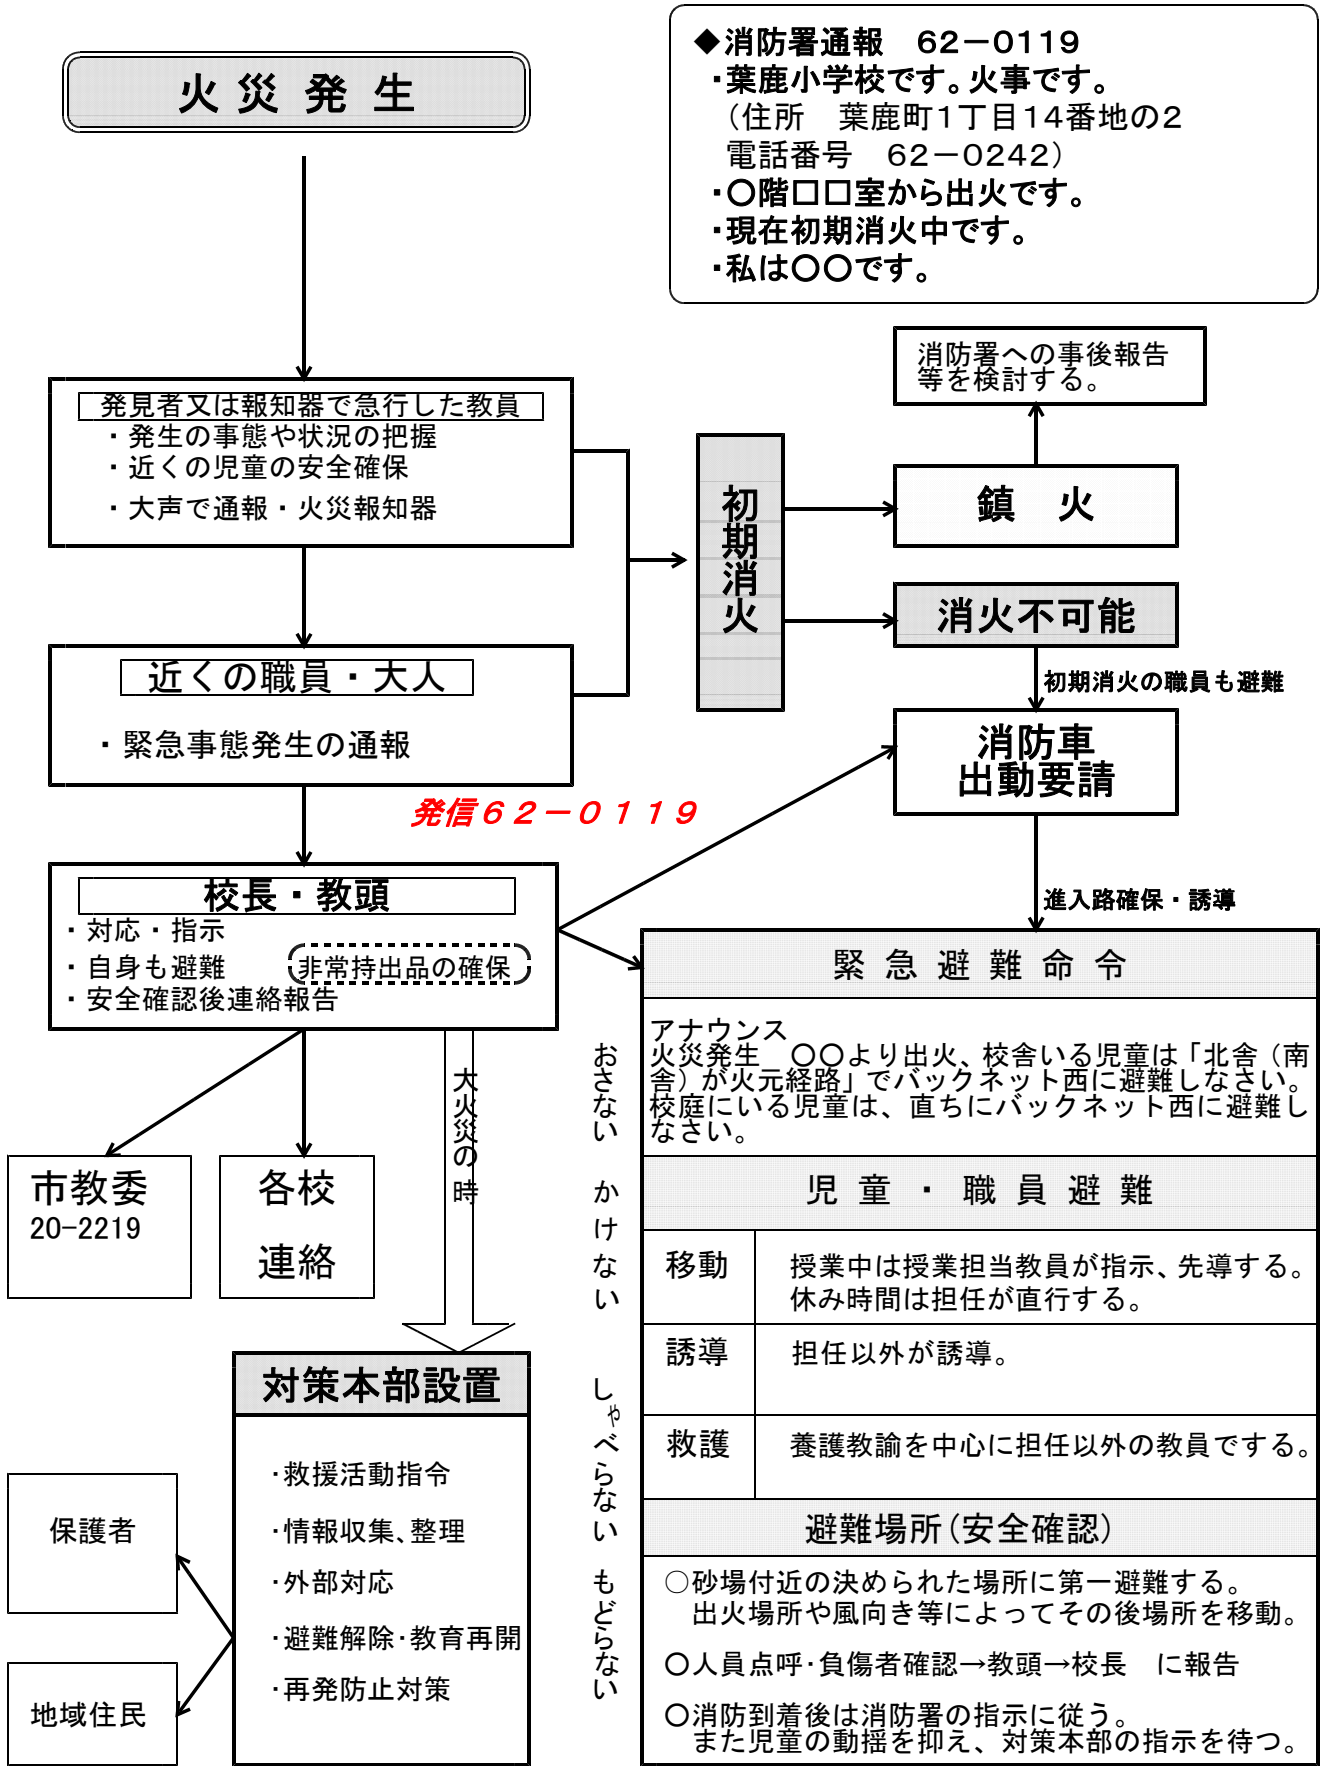 火災発生
◆消防署通報　62－0119
・葉鹿小学校です。火事です。
（住所　葉鹿町1丁目14番地の2
電話番号　62－0242）
・〇階□□室から出火です。
・現在初期消火中です。
・私は〇〇です。
消防署への事後報告
等を検討する。
発見者又は報知器で急行した教員
・発生の事態や状況の把握
・近くの児童の安全確保
・大声で通報・火災報知器
初期消火
鎮　火
消火不可能
初期消火の職員も避難
近くの職員・大人
・緊急事態発生の通報
消防車
出動要請
発信６２－０１１９
進入路確保・誘導
校長・教頭
・対応・指示
・自身も避難
非常持出品の確保
・安全確認後連絡報告
緊急避難命令
アナウンス
火災発生　〇〇より出火、校舎いる児童は「北舎（南
舎）が火元経路」でバックネット西に避難しなさい。
校庭にいる児童は、直ちにバックネット西に避難し
なさい。
おさない　かけない　しゃべらない　もどらない
大火災の時
市教委
20-2219
各校
連絡
児童・職員避難
移動
授業中は授業担当教員が指示、先導する。
休み時間は担任が直行する。
誘導
担任以外が誘導。
救護
養護教諭を中心に担任以外の教員でする。
対策本部設置
・救援活動指令
・情報収集、整理
・外部対応
・避難解除・教育再開
・再発防止対策
保護者
地域住民
避難場所(安全確認)
○砂場付近の決められた場所に第一避難する。
出火場所や風向き等によってその後場所を移動。
〇人員点呼・負傷者確認→教頭→校長　に報告
〇消防到着後は消防署の指示に従う。
また児童の動揺を抑え、対策本部の指示を待つ。